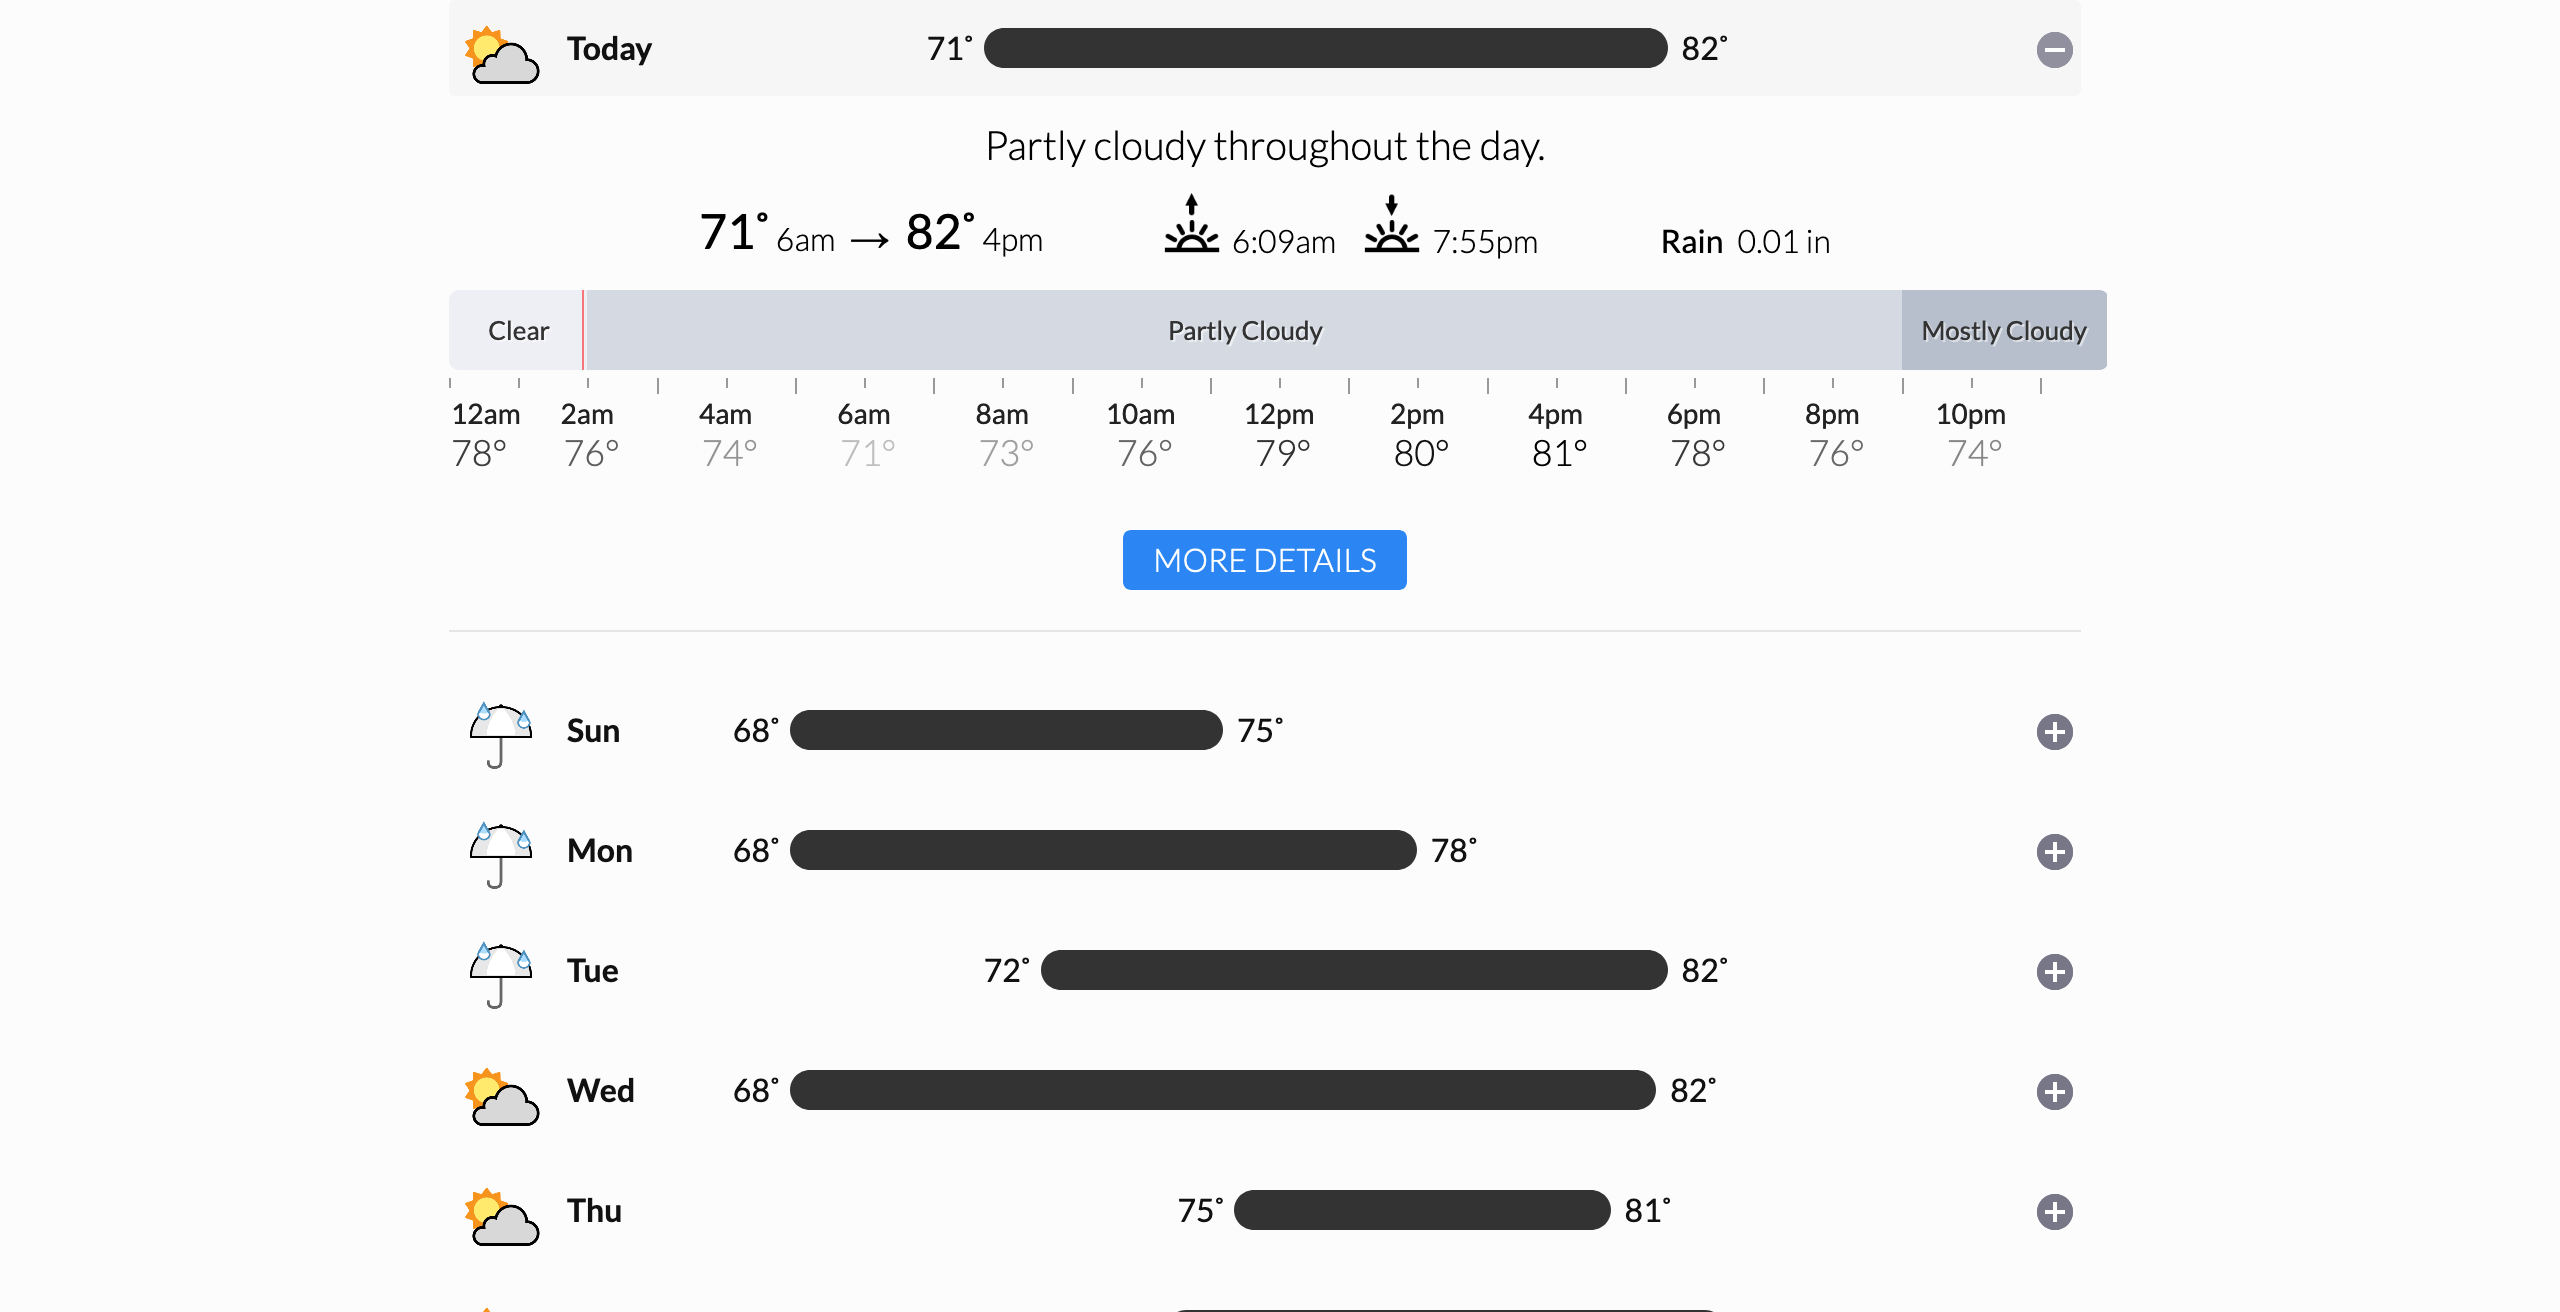 Today 71˚ 82˚
Partly cloudy throughout the day.
71˚ 6am → 82˚ 4pm 6:09am 7:55pm Rain 0.01 in
Clear Partly Cloudy Mostly Cloudy
12am 2am 4am 6am 8am 10am 12pm 2pm 4pm 6pm 8pm 10pm
78° 76° 74° 71° 73° 76° 79° 80° 81° 78° 76° 74°
MORE DETAILS
Sun 68˚ 75˚
Mon 68˚ 78˚
Tue 72˚ 82˚
Wed 68˚ 82˚
Thu 75˚ 81˚